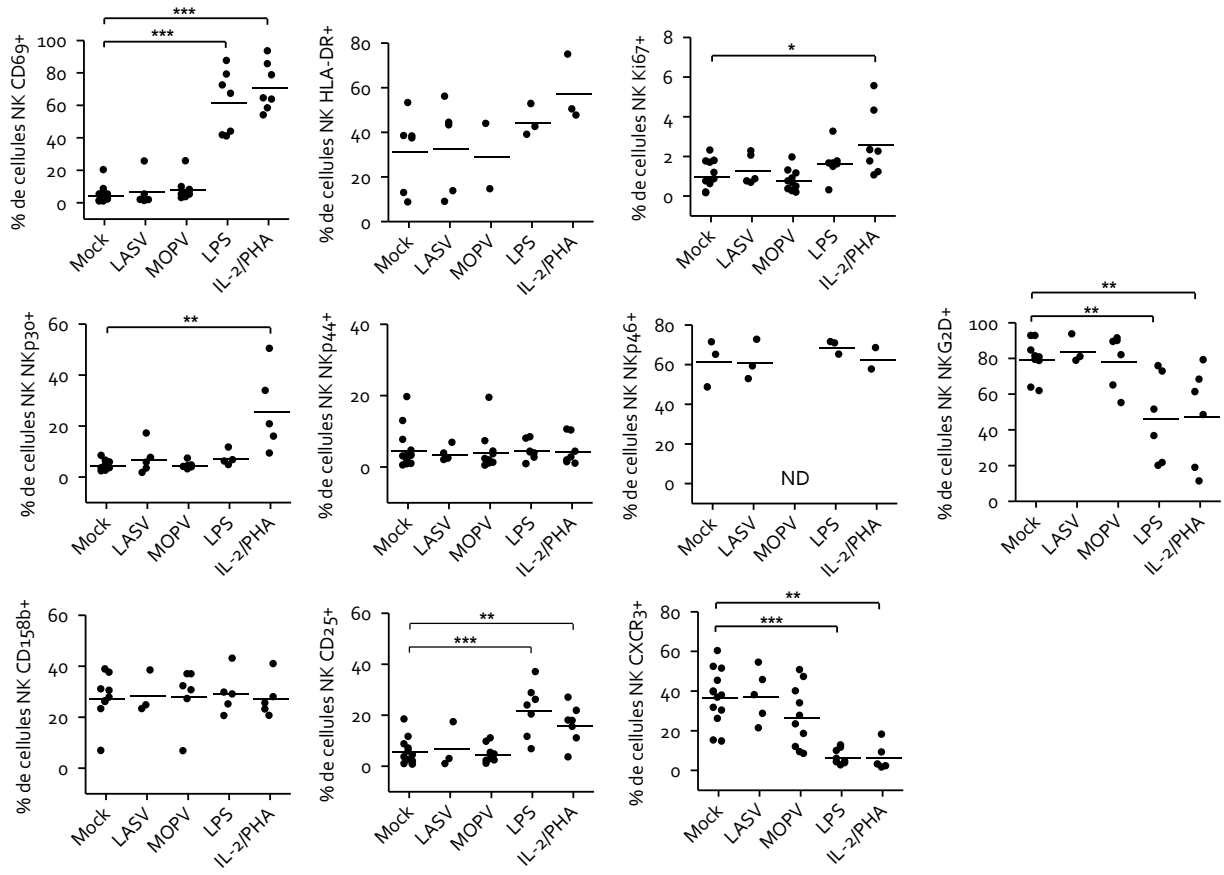 ***
***
% de cellules NK CD69+
100
80
60
40
20
0
Mock
LASV
MOPV
LPS
IL-2/PHA
% de cellules NK HLA-DR+
80
60
40
20
0
Mock
LASV
MOPV
LPS
IL-2/PHA
*
% de cellules NK Ki67+
8
6
4
2
0
Mock
LASV
MOPV
LPS
IL-2/PHA
**
% de cellules NK NKp30+
60
40
20
0
Mock
LASV
MOPV
LPS
IL-2/PHA
% de cellules NK NKp44+
40
20
0
Mock
LASV
MOPV
LPS
IL-2/PHA
% de cellules NK NKp46+
80
60
40
20
0
ND
Mock
LASV
MOPV
LPS
IL-2/PHA
**
**
% de cellules NK NKG2D+
100
80
60
40
20
0
Mock
LASV
MOPV
LPS
IL-2/PHA
% de cellules NK CD158b+
60
40
20
0
Mock
LASV
MOPV
LPS
IL-2/PHA
**
***
% de cellules NK CD25+
60
40
20
0
Mock
LASV
MOPV
LPS
IL-2/PHA
**
***
% de cellules NK CXCR3+
80
60
40
20
0
Mock
LASV
MOPV
LPS
IL-2/PHA